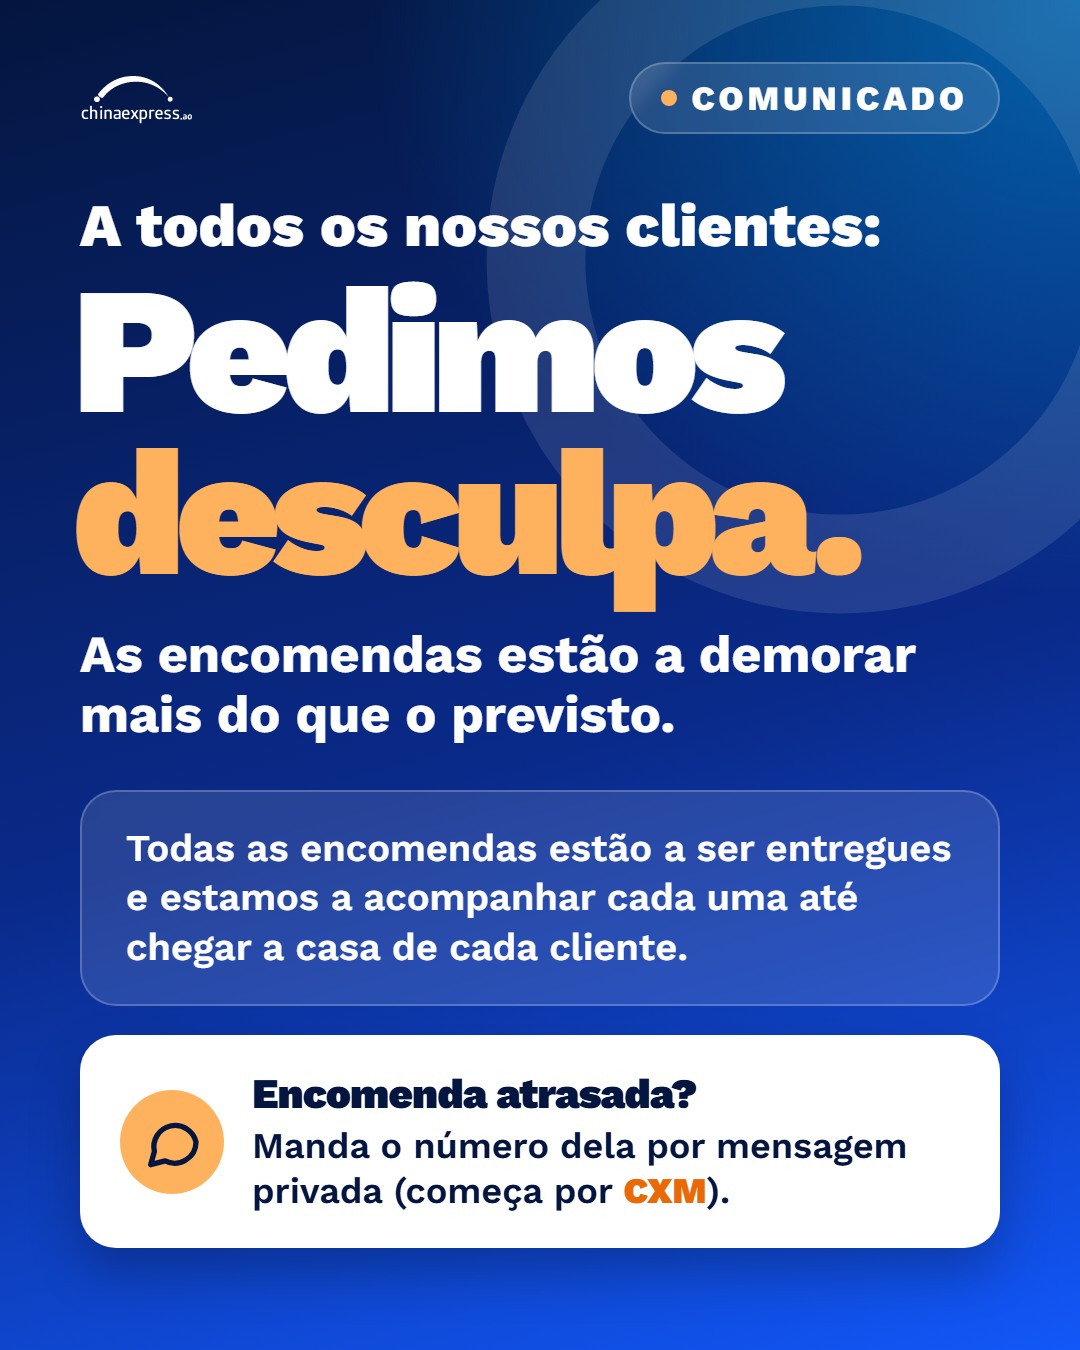 chinaexpress.ao
COMUNICADO
A todos os nossos clientes:
Pedimos
desculpa.
As encomendas estão a demorar
mais do que o previsto.
Todas as encomendas estão a ser entregues
e estamos a acompanhar cada uma até
chegar a casa de cada cliente.
Encomenda atrasada?
Manda o número dela por mensagem
privada (começa por CXM).